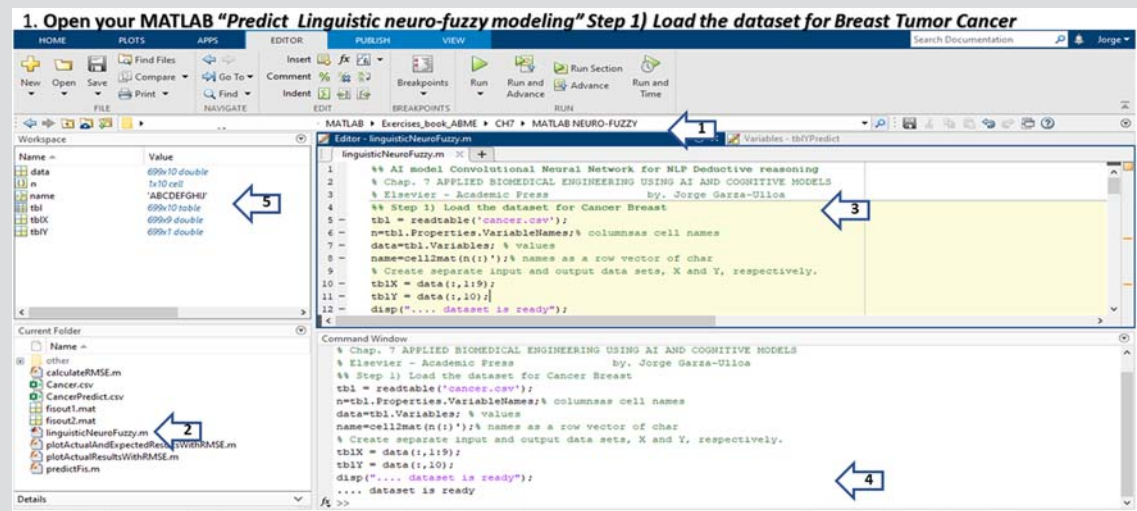 1. Open your MATLAB "Predict Linguistic neuro-fuzzy modeling" Step 1) Load the dataset for Breast Tumor Cancer
HOME PLOTS APPS EDITOR PUBLISH VIEW Search Documentation Jorge
New Open Save Find Files Compare Print Go To Find Insert Comment Indent Breakpoints Run Run and Advance Run Section Advance Run and Time
FILE NAVIGATE EDIT BREAKPOINTS RUN
MATLAB Exercises_book_ABME CH7 MATLAB NEURO-FUZZY
1
Workspace
Name Value
data 699x10 double
n 1x10 cell
name 'ABCDEFGHIJ'
tbl 699x10 table
tblX 699x9 double
tblY 699x1 double
5
Editor - linguisticNeuroFuzzy.m Variables - tblYPredict
linguisticNeuroFuzzy.m
1 %% AI model Convolutional Neural Network for NLP Deductive reasoning
2 % Chap. 7 APPLIED BIOMEDICAL ENGINEERING USING AI AND COGNITIVE MODELS
3 % Elsevier - Academic Press by. Jorge Garza-Ulloa
4 %% Step 1) Load the dataset for Cancer Breast
5 - tbl = readtable('cancer.csv');
6 - n=tbl.Properties.VariableNames;% columnsas cell names
7 - data=tbl.Variables; % values
8 - name=cell2mat(n(:)');% names as a row vector of char
9 % Create separate input and output data sets, X and Y, respectively.
10 - tblX = data(:,1:9);
11 - tblY = data(:,10);
12 - disp(".... dataset is ready");
3
Current Folder
Name
other
calculateRMSE.m
Cancer.csv
CancerPredict.csv
fisout1.mat
fisout2.mat
linguisticNeuroFuzzy.m
plotActualAndExpectedResultsWithRMSE.m
plotActualResultsWithRMSE.m
predictFis.m
2
Details
Command Window
% Chap. 7 APPLIED BIOMEDICAL ENGINEERING USING AI AND COGNITIVE MODELS
% Elsevier - Academic Press by. Jorge Garza-Ulloa
%% Step 1) Load the dataset for Cancer Breast
tbl = readtable('cancer.csv');
n=tbl.Properties.VariableNames;% columnsas cell names
data=tbl.Variables; % values
name=cell2mat(n(:)');% names as a row vector of char
% Create separate input and output data sets, X and Y, respectively.
tblX = data(:,1:9);
tblY = data(:,10);
disp(".... dataset is ready");
.... dataset is ready
fx >>
4